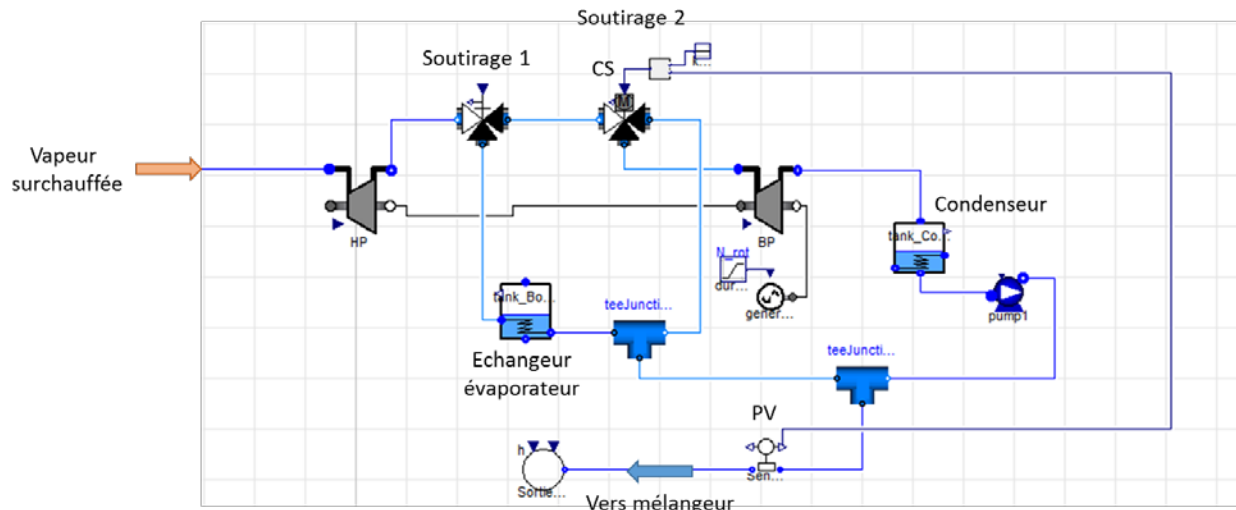 Soutirage 2
Soutirage 1
CS
M
Vapeur
surchauffée
HP
BP
Condenseur
tank_Co...
N_rot
dur...
gener...
pump1
tank_Bo...
teeJuncti...
Echangeur
évaporateur
teeJuncti...
PV
h
Sen...
Sortie...
Vers mélangeur